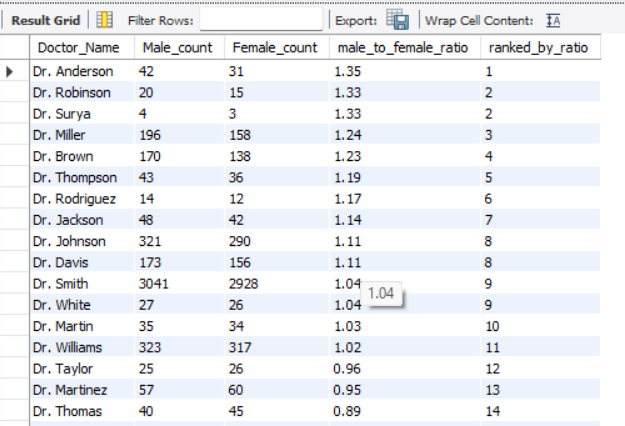 Result Grid Filter Rows: Export: Wrap Cell Content: IA
Doctor_Name Male_count Female_count male_to_female_ratio ranked_by_ratio
Dr. Anderson 42 31 1.35 1
Dr. Robinson 20 15 1.33 2
Dr. Surya 4 3 1.33 2
Dr. Miller 196 158 1.24 3
Dr. Brown 170 138 1.23 4
Dr. Thompson 43 36 1.19 5
Dr. Rodriguez 14 12 1.17 6
Dr. Jackson 48 42 1.14 7
Dr. Johnson 321 290 1.11 8
Dr. Davis 173 156 1.11 8
Dr. Smith 3041 2928 1.04 9
1.04
Dr. White 27 26 1.04 9
Dr. Martin 35 34 1.03 10
Dr. Williams 323 317 1.02 11
Dr. Taylor 25 26 0.96 12
Dr. Martinez 57 60 0.95 13
Dr. Thomas 40 45 0.89 14